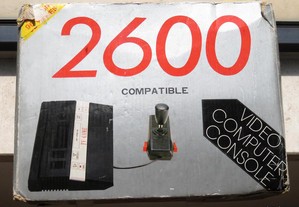 2600
COMPATIBLE
VIDEO
COMPUTER
CONSOLE